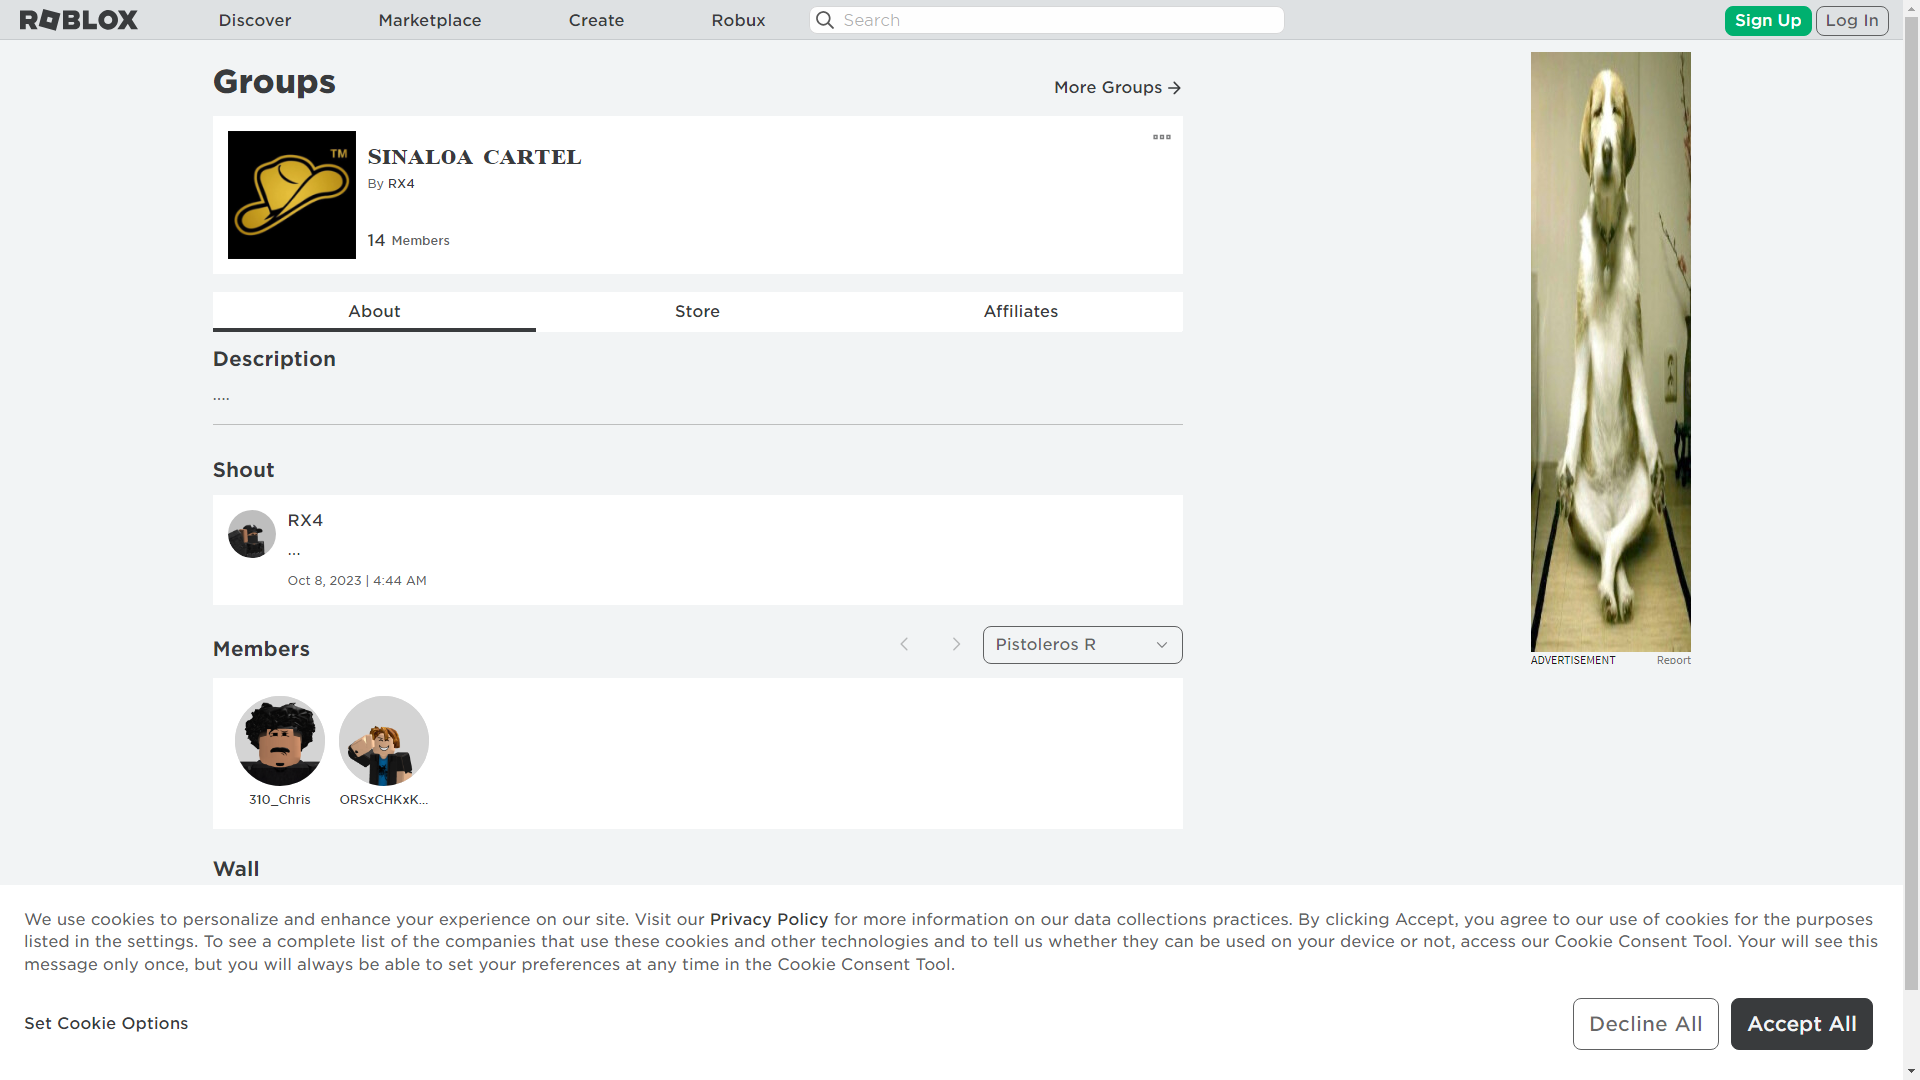 ROBLOX
Discover
Marketplace
Create
Robux
Search
Sign Up
Log In
Groups
More Groups
TM
SINALOA CARTEL
By RX4
14 Members
About
Store
Affiliates
Description
....
Shout
RX4
...
Oct 8, 2023 | 4:44 AM
Members
Pistoleros R
310_Chris
ORSxCHKxK...
Wall
ADVERTISEMENT
Report
We use cookies to personalize and enhance your experience on our site. Visit our Privacy Policy for more information on our data collections practices. By clicking Accept, you agree to our use of cookies for the purposes
listed in the settings. To see a complete list of the companies that use these cookies and other technologies and to tell us whether they can be used on your device or not, access our Cookie Consent Tool. Your will see this
message only once, but you will always be able to set your preferences at any time in the Cookie Consent Tool.
Set Cookie Options
Decline All
Accept All